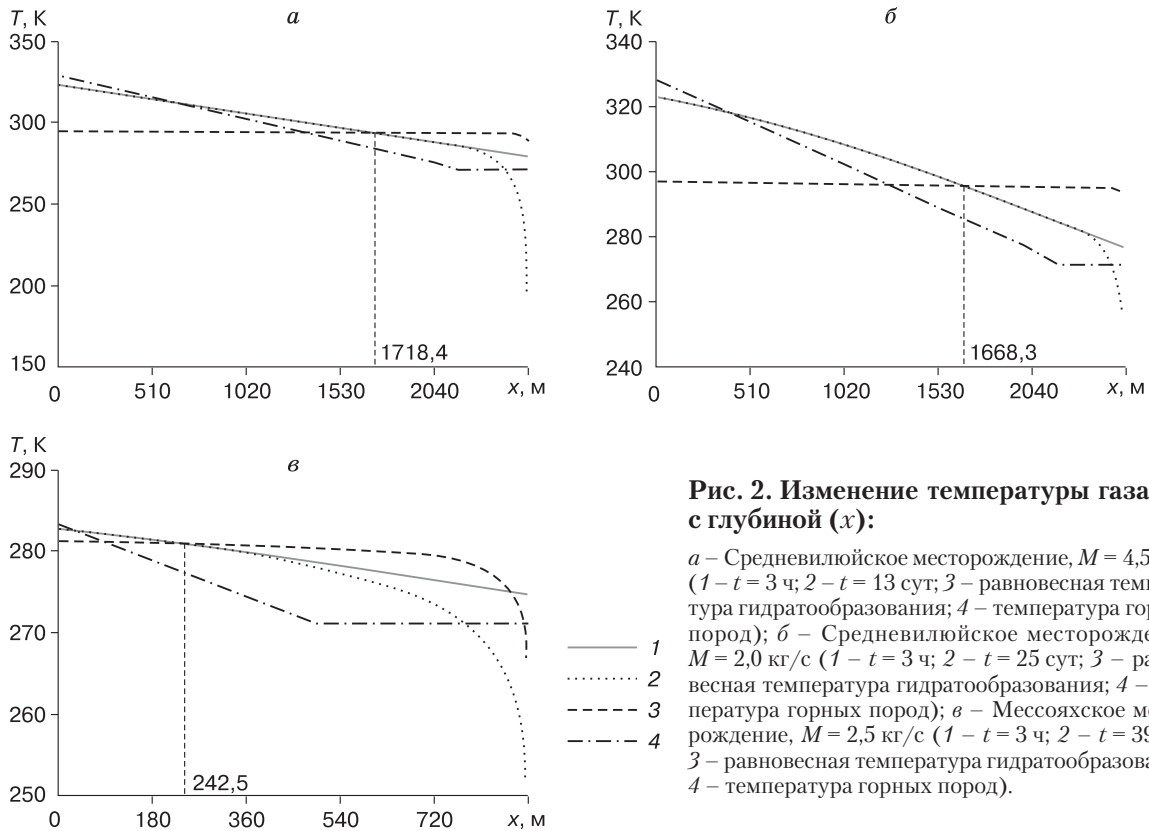 T, К
а
350
300
250
200
150
0
510
1020
1530
2040
x, м
1718,4
T, К
б
340
320
300
280
260
240
0
510
1020
1530
2040
x, м
1668,3
T, К
в
290
280
270
260
250
0
180
360
540
720
x, м
242,5
1
2
3
4
Рис. 2. Изменение температуры газа
с глубиной (x):
а – Средневилюйское месторождение, M = 4,5
(1 – t = 3 ч; 2 – t = 13 сут; 3 – равновесная темп
тура гидратообразования; 4 – температура гор
пород); б – Средневилюйское месторожде
M = 2,0 кг/с (1 – t = 3 ч; 2 – t = 25 сут; 3 – ра
весная температура гидратообразования; 4 –
пература горных пород); в – Мессояхское ме
рождение, M = 2,5 кг/с (1 – t = 3 ч; 2 – t = 39
3 – равновесная температура гидратообразова
4 – температура горных пород).